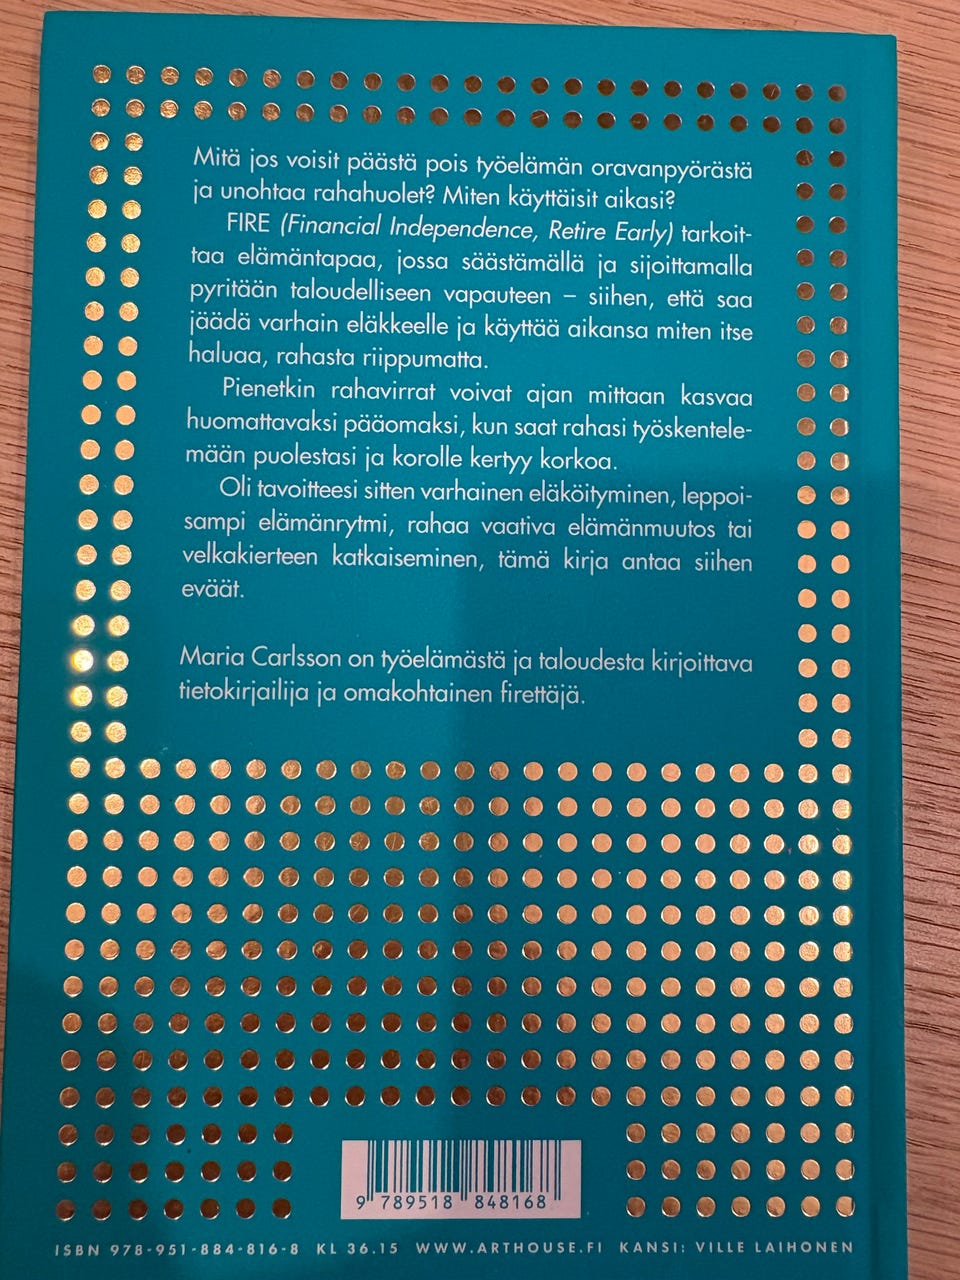 Mitä jos voisit päästä pois työelämän oravanpyörästä
ja unohtaa rahahuolet? Miten käyttäisit aikasi?
FIRE (Financial Independence, Retire Early) tarkoit-
taa elämäntapaa, jossa säästämällä ja sijoittamalla
pyritään taloudelliseen vapauteen – siihen, että saa
jäädä varhain eläkkeelle ja käyttää aikansa miten itse
haluaa, rahasta riippumatta.
Pienetkin rahavirrat voivat ajan mittaan kasvaa
huomattavaksi pääomaksi, kun saat rahasi työskentele-
mään puolestasi ja korolle kertyy korkoa.
Oli tavoitteesi sitten varhainen eläköityminen, leppoi-
sampi elämänrytmi, rahaa vaativa elämänmuutos tai
velkakierteen katkaiseminen, tämä kirja antaa siihen
eväät.
Maria Carlsson on työelämästä ja taloudesta kirjoittava
tietokirjailija ja omakohtainen firettäjä.
9 789518 848168
ISBN 978-951-884-816-8 KL 36.15 WWW.ARTHOUSE.FI KANSI: VILLE LAIHONEN